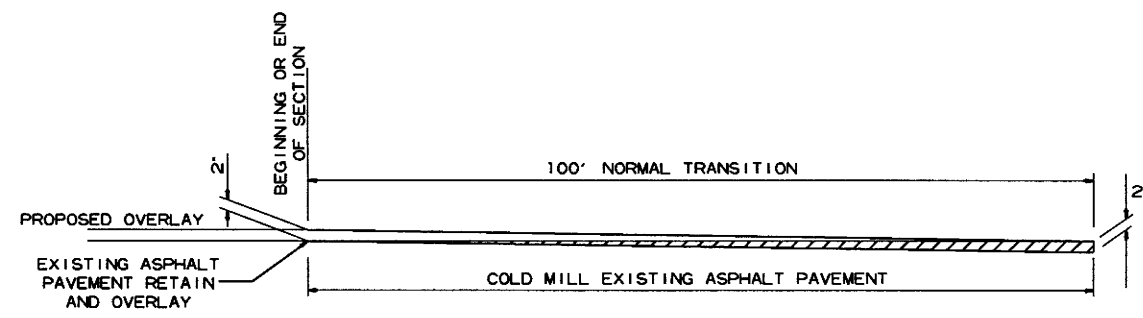 BEGINNING OR END
OF SECTION
2"
100' NORMAL TRANSITION
2
PROPOSED OVERLAY
EXISTING ASPHALT
PAVEMENT RETAIN
AND OVERLAY
COLD MILL EXISTING ASPHALT PAVEMENT